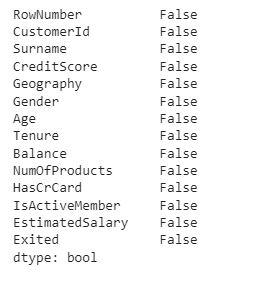 RowNumber False
CustomerId False
Surname False
CreditScore False
Geography False
Gender False
Age False
Tenure False
Balance False
NumOfProducts False
HasCrCard False
IsActiveMember False
EstimatedSalary False
Exited False
dtype: bool